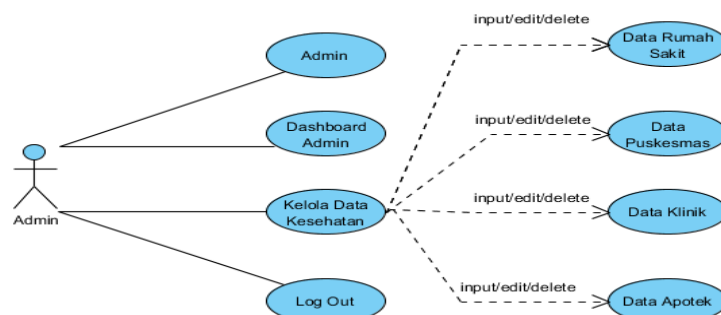 input/edit/delete
Data Rumah
Sakit
Admin
input/edit/delete
Dashboard
Admin
Data
Puskesmas
Admin
input/edit/delete
Kelola Data
Kesehatan
Data Klinik
input/edit/delete
Log Out
Data Apotek